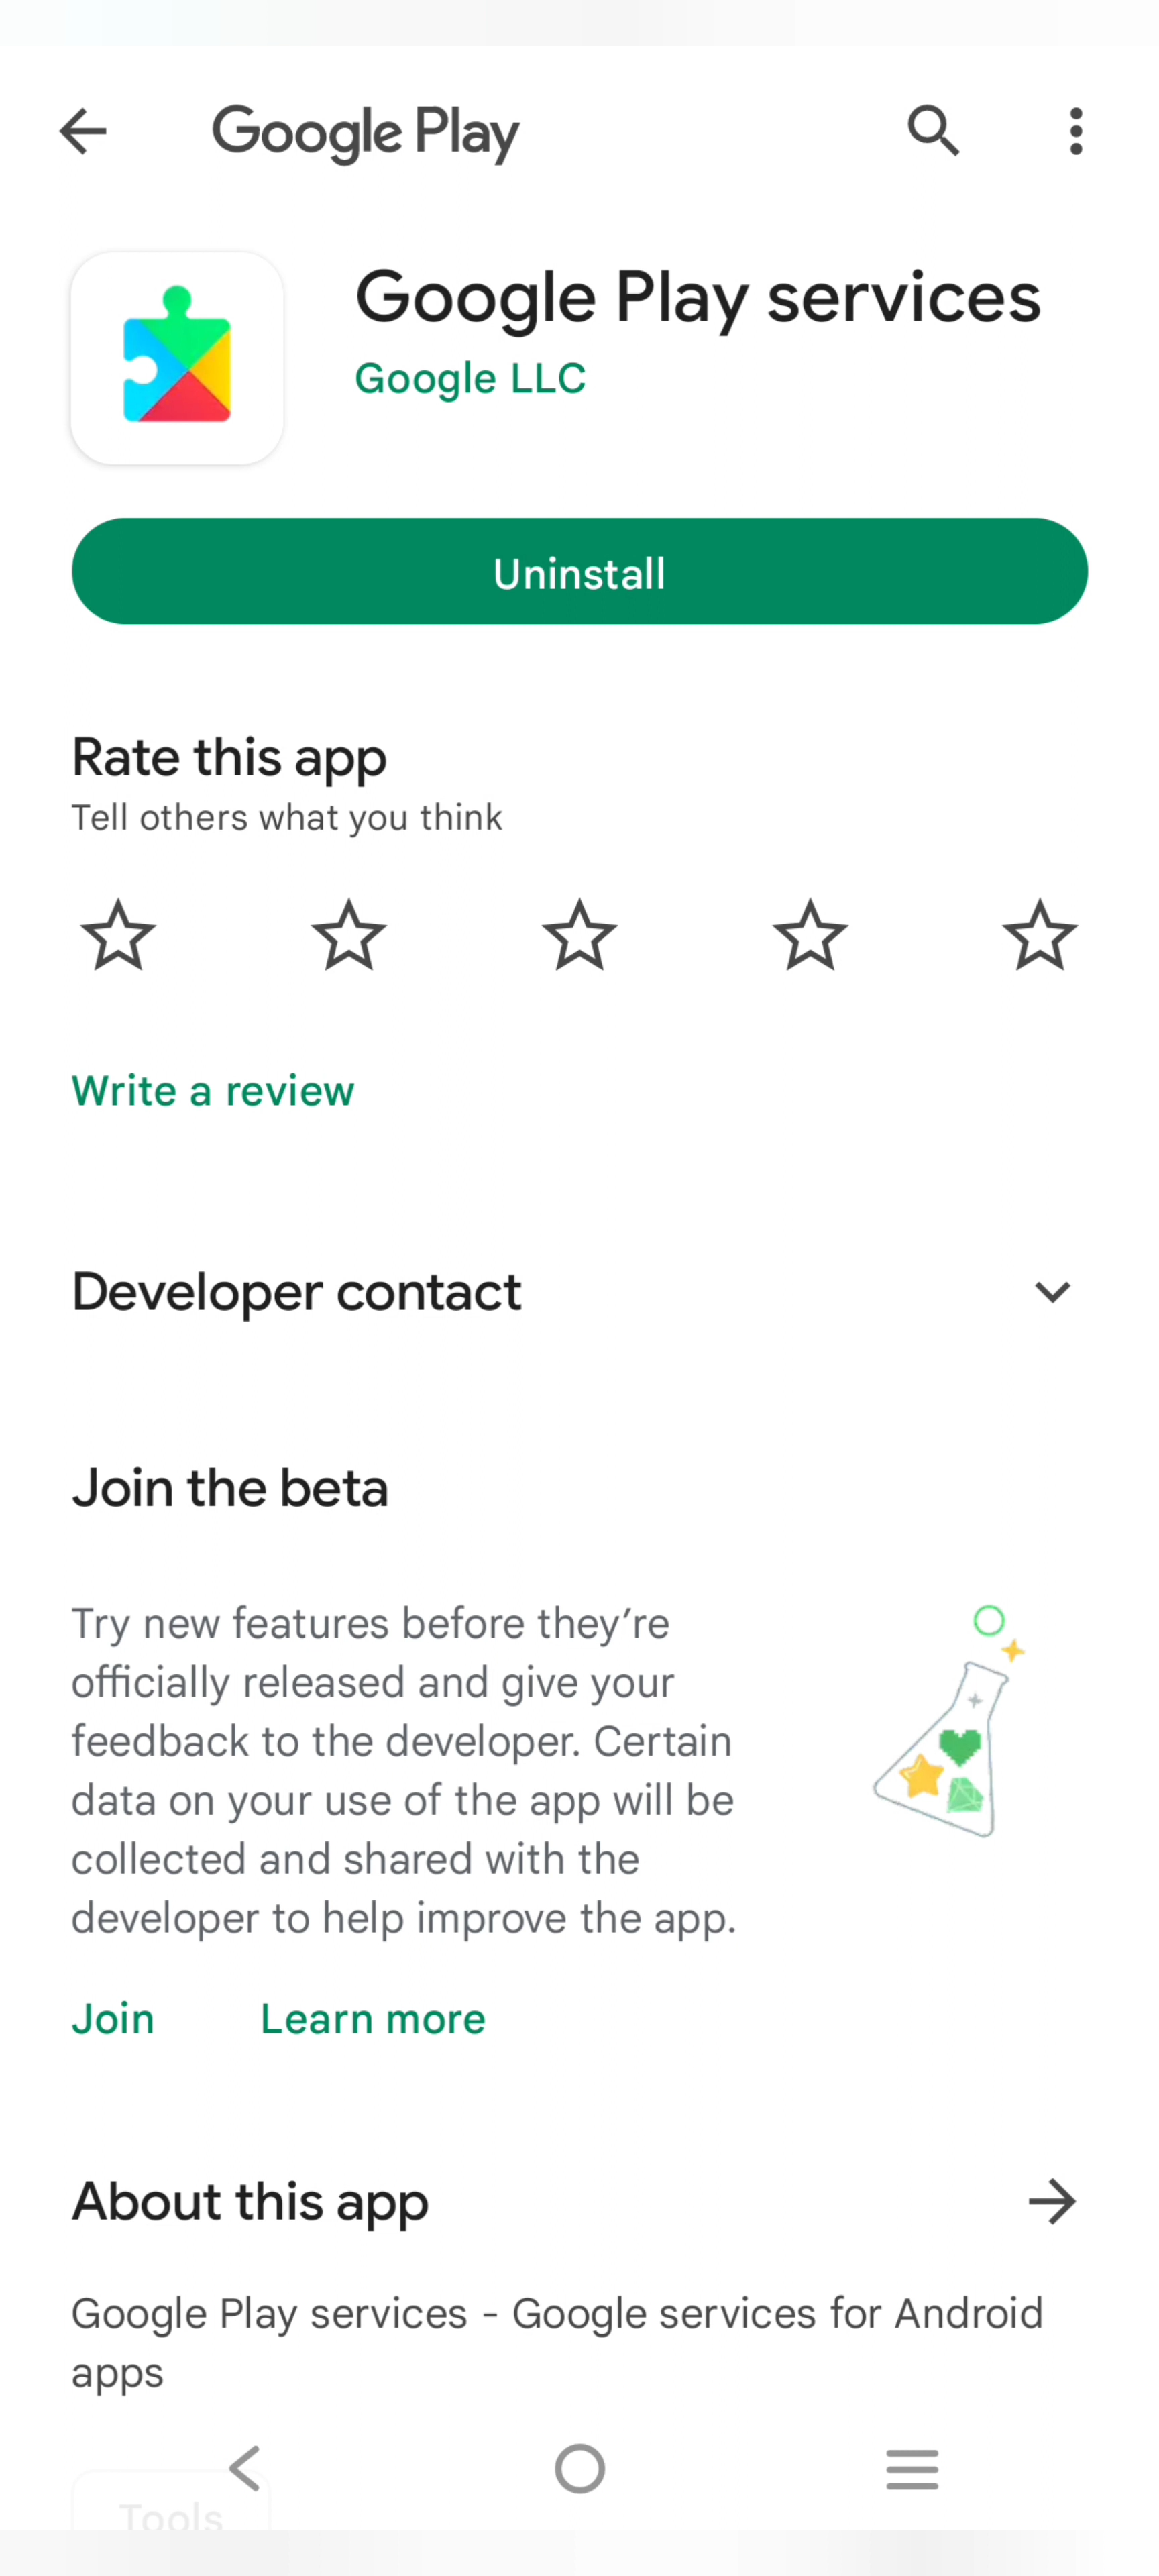 Google Play
Google Play services
Google LLC
Uninstall
Rate this app
Tell others what you think
Write a review
Developer contact
Join the beta
Try new features before they’re
officially released and give your
feedback to the developer. Certain
data on your use of the app will be
collected and shared with the
developer to help improve the app.
Join Learn more
About this app
Google Play services - Google services for Android
apps
Tools